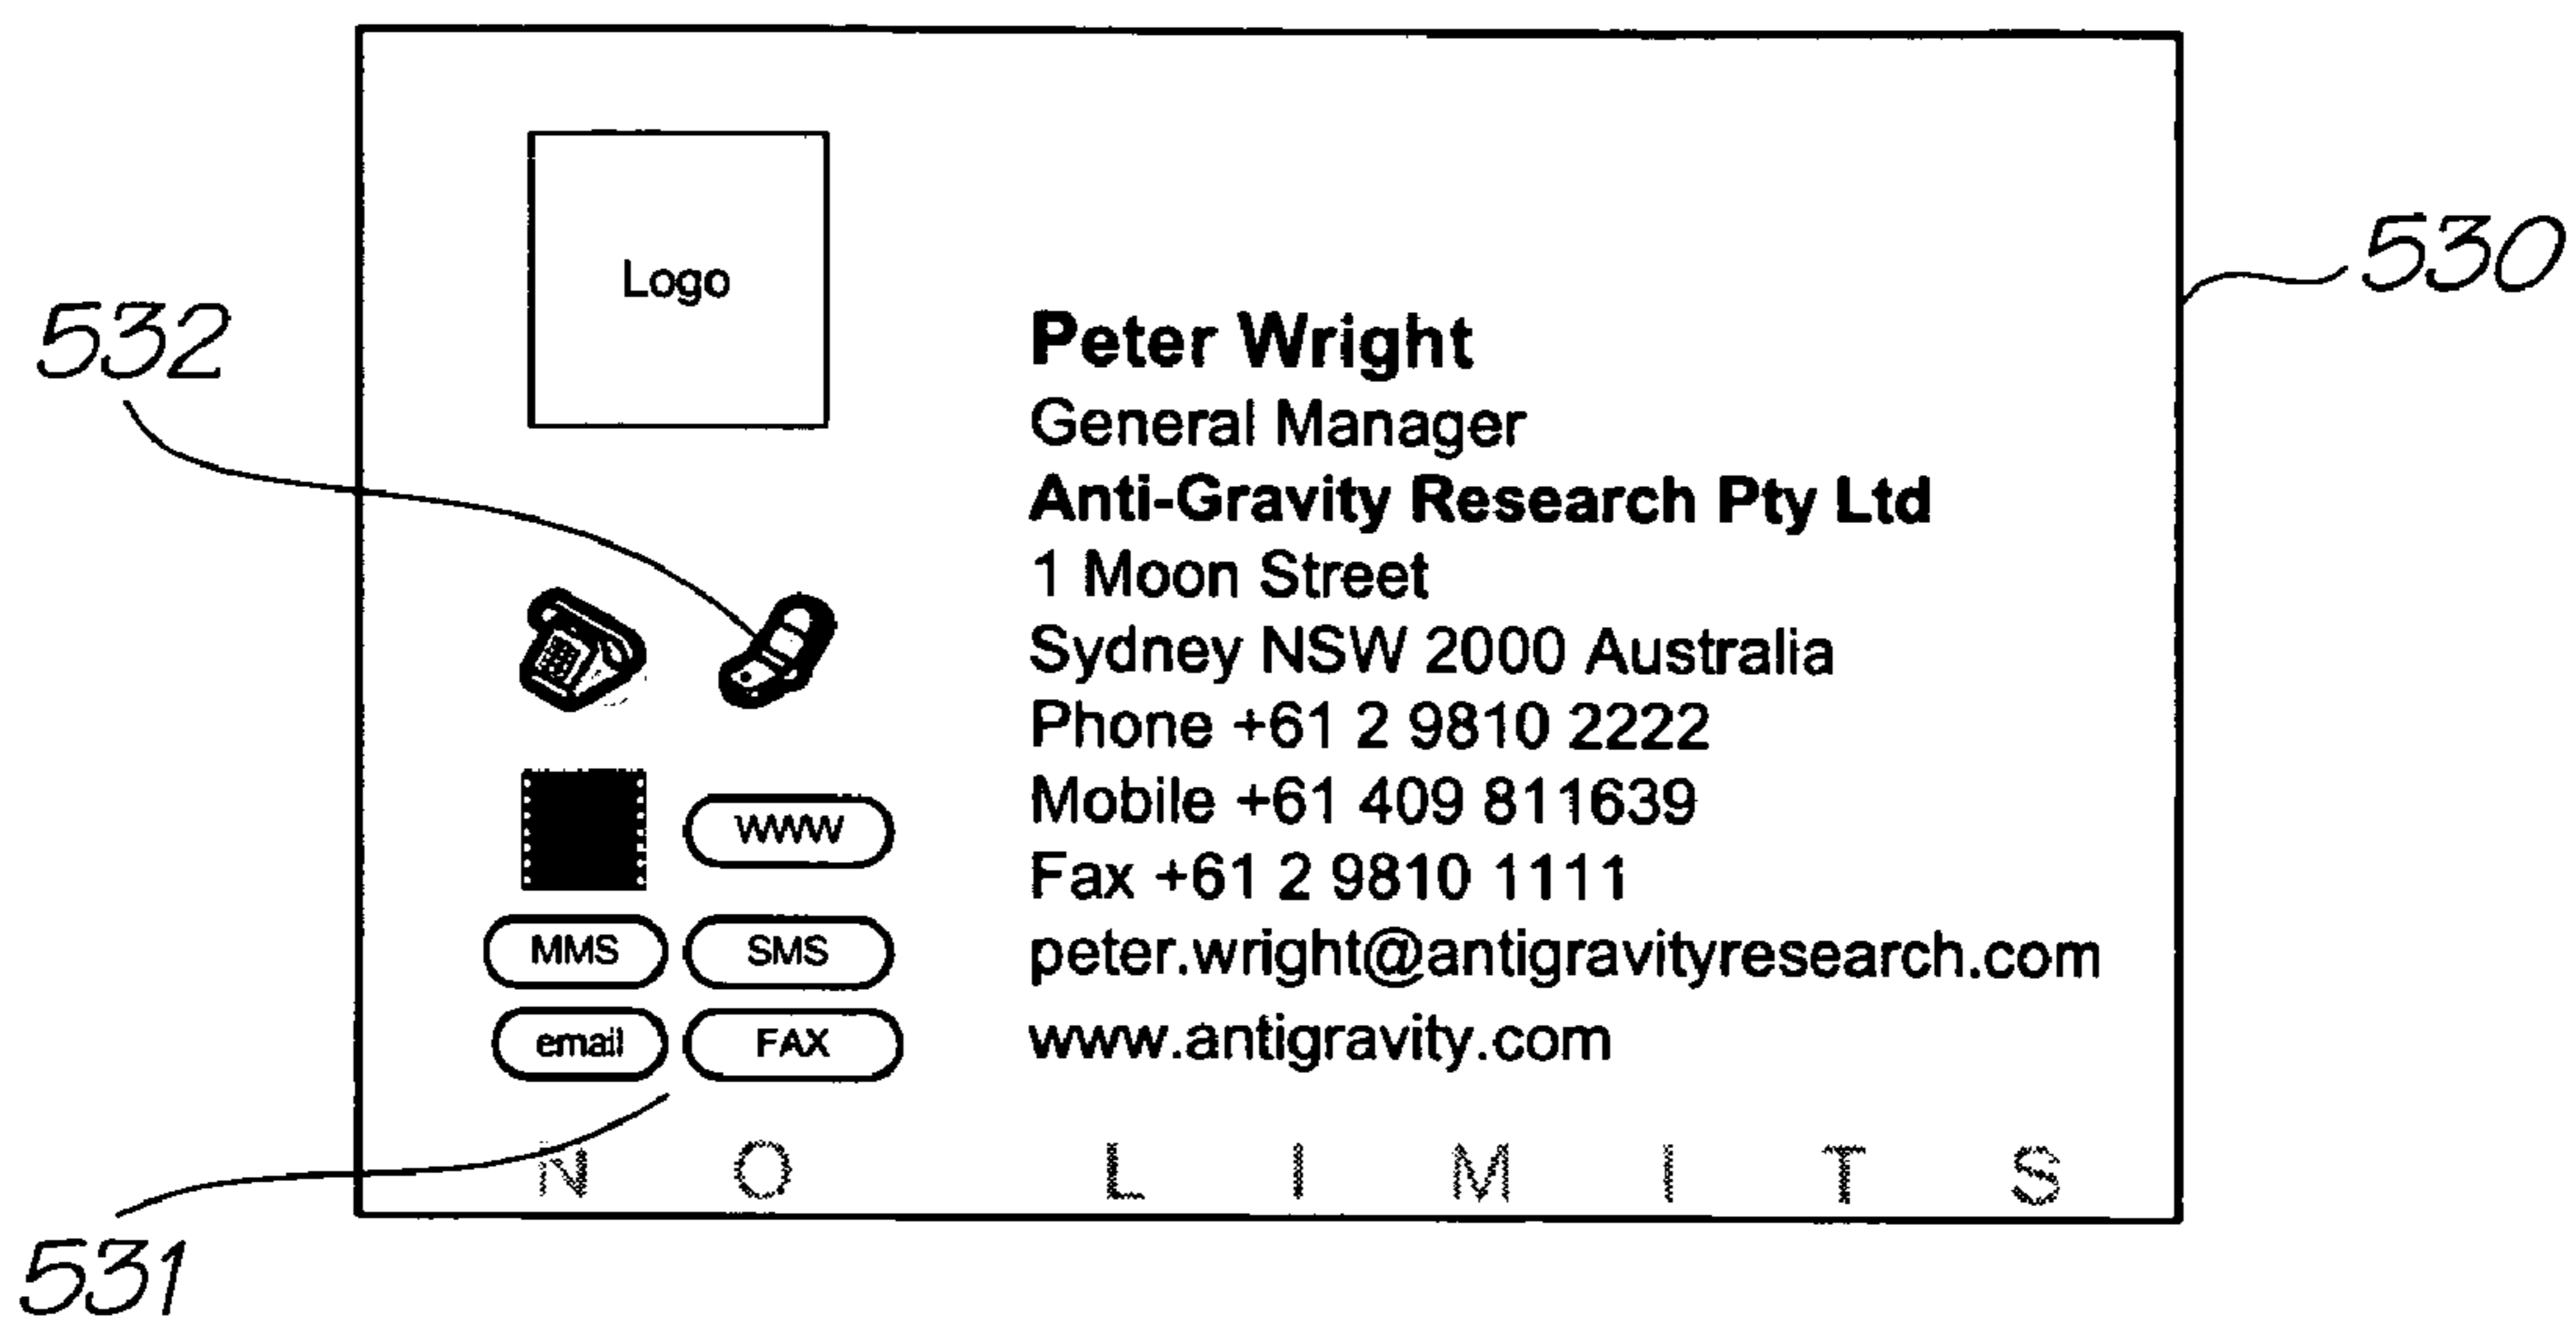 Logo
532
530
Peter Wright
General Manager
Anti-Gravity Research Pty Ltd
1 Moon Street
Sydney NSW 2000 Australia
Phone +61 2 9810 2222
Mobile +61 409 811639
Fax +61 2 9810 1111
peter.wright@antigravityresearch.com
www.antigravity.com
WWW
MMS SMS
email FAX
N O L I M I T S
531